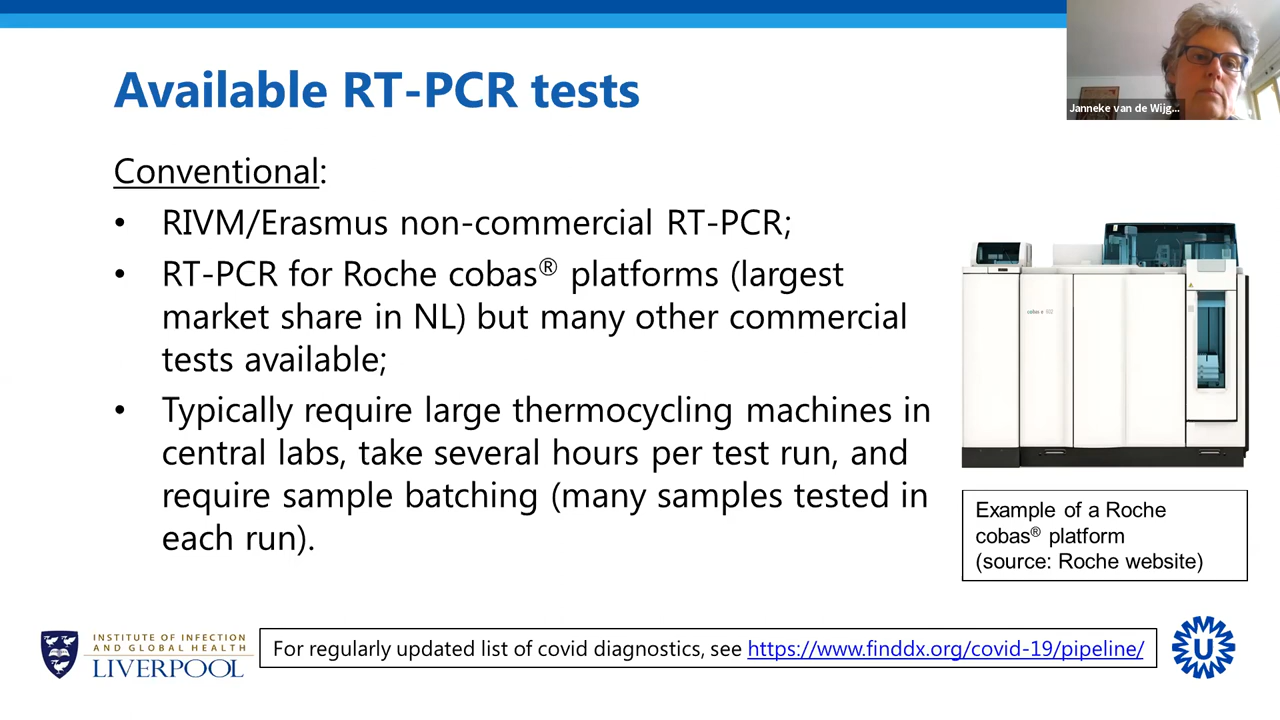 Available RT-PCR tests
Janneke van de Wijg...
Conventional:
• RIVM/Erasmus non-commercial RT-PCR;
• RT-PCR for Roche cobas® platforms (largest
market share in NL) but many other commercial
tests available;
• Typically require large thermocycling machines in
central labs, take several hours per test run, and
require sample batching (many samples tested in
each run).
Example of a Roche
cobas® platform
(source: Roche website)
INSTITUTE OF INFECTION
AND GLOBAL HEALTH
LIVERPOOL
For regularly updated list of covid diagnostics, see https://www.finddx.org/covid-19/pipeline/
U